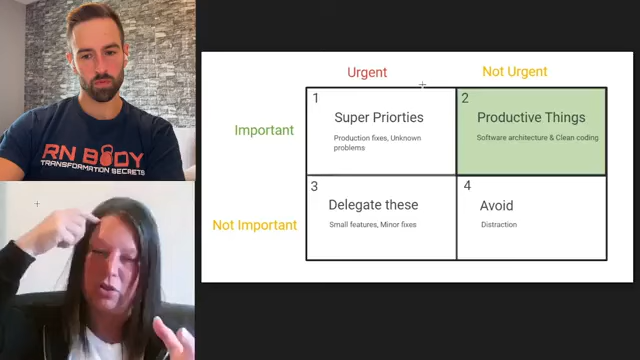 RN BODY
TRANSFORMATION SECRETS
Urgent
Not Urgent
Important
1
Super Priorties
Production fixes, Unknown
problems
2
Productive Things
Software architecture & Clean coding
Not Important
3
Delegate these
Small features, Minor fixes
4
Avoid
Distraction